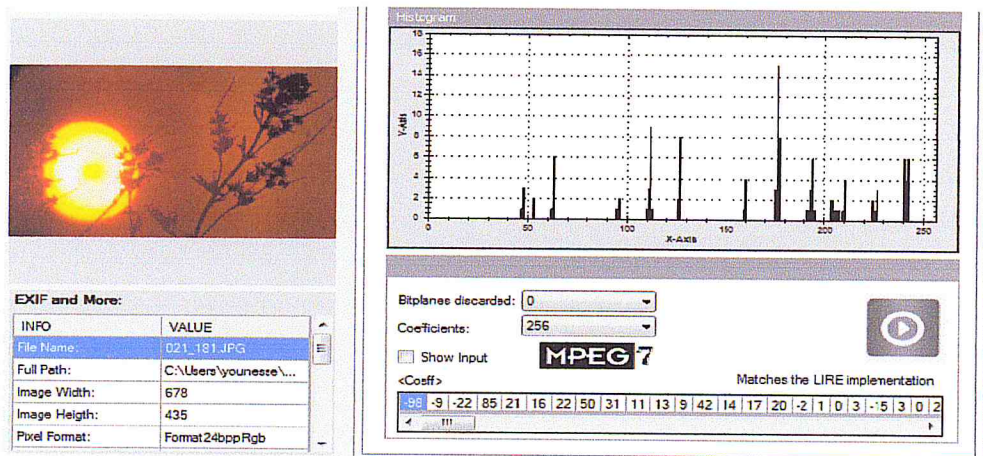 EXIF and More:
INFO VALUE
File Name: 021_181.JPG
Full Path: C:\Users\younesse\...
Image Width: 678
Image Heigth: 435
Pixel Format: Format24bppRgb
Histogram
18
16
14
12
10
8
6
4
2
0
Y-Axis
0 50 100 150 200 250
X-Axis
Bitplanes discarded: 0
Coeficients: 256
Show Input MPEG 7
<Coeff> Matches the LIRE implementation
-98 -9 -22 85 21 16 22 50 31 11 13 9 42 14 17 20 -2 1 0 3 -15 3 0 2